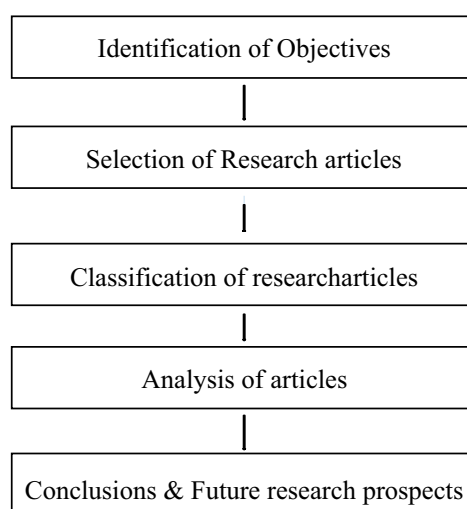 Identification of Objectives
Selection of Research articles
Classification of researcharticles
Analysis of articles
Conclusions & Future research prospects